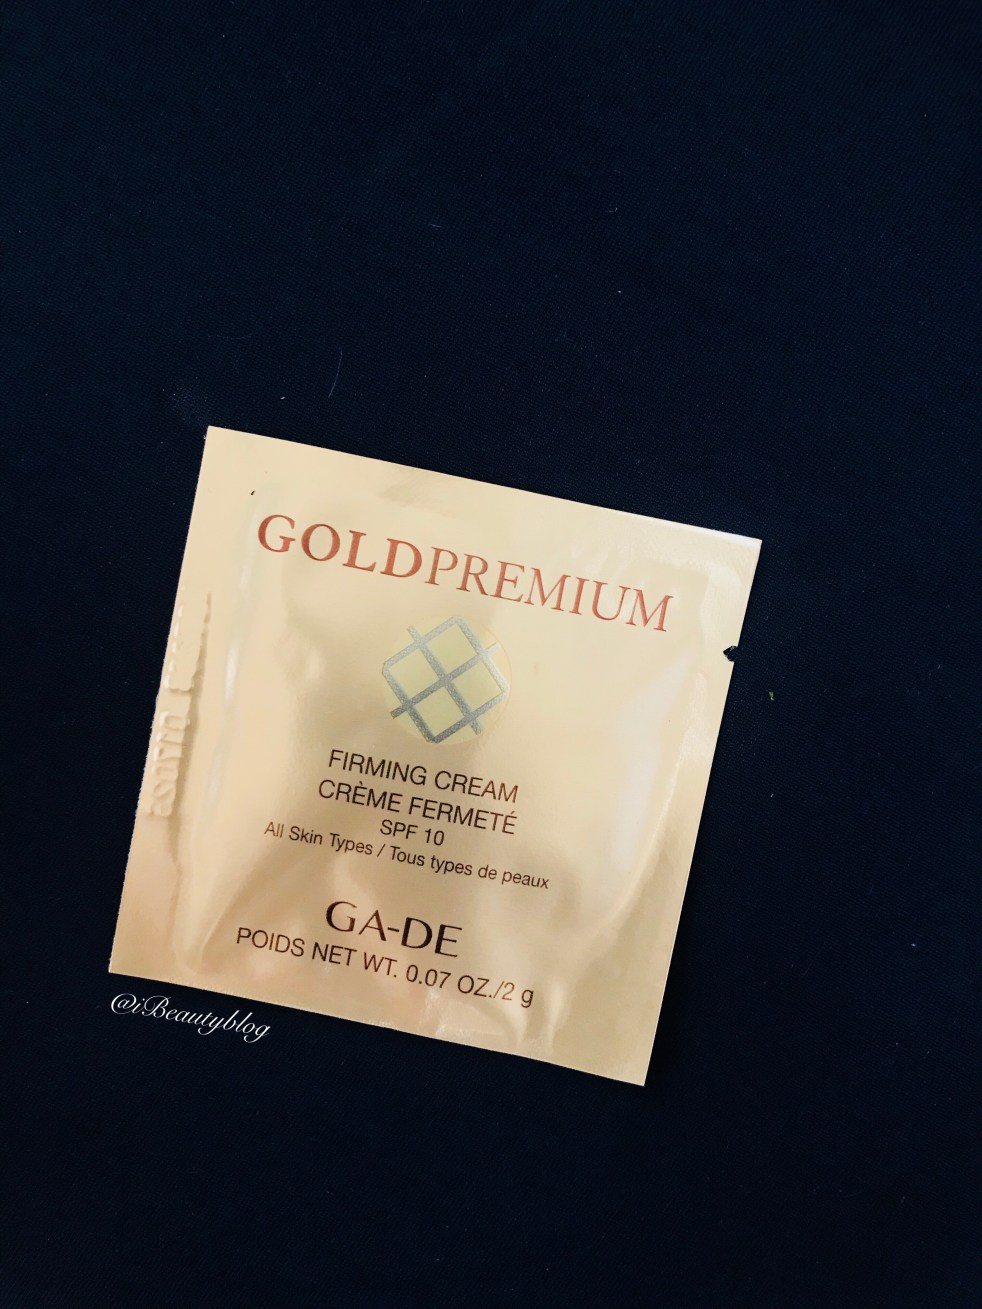 GOLDPREMIUM
FIRMING CREAM
CRÈME FERMETÉ
SPF 10
All Skin Types / Tous types de peaux
GA-DE
POIDS NET WT. 0.07 OZ./2 g
@iBeautyblog